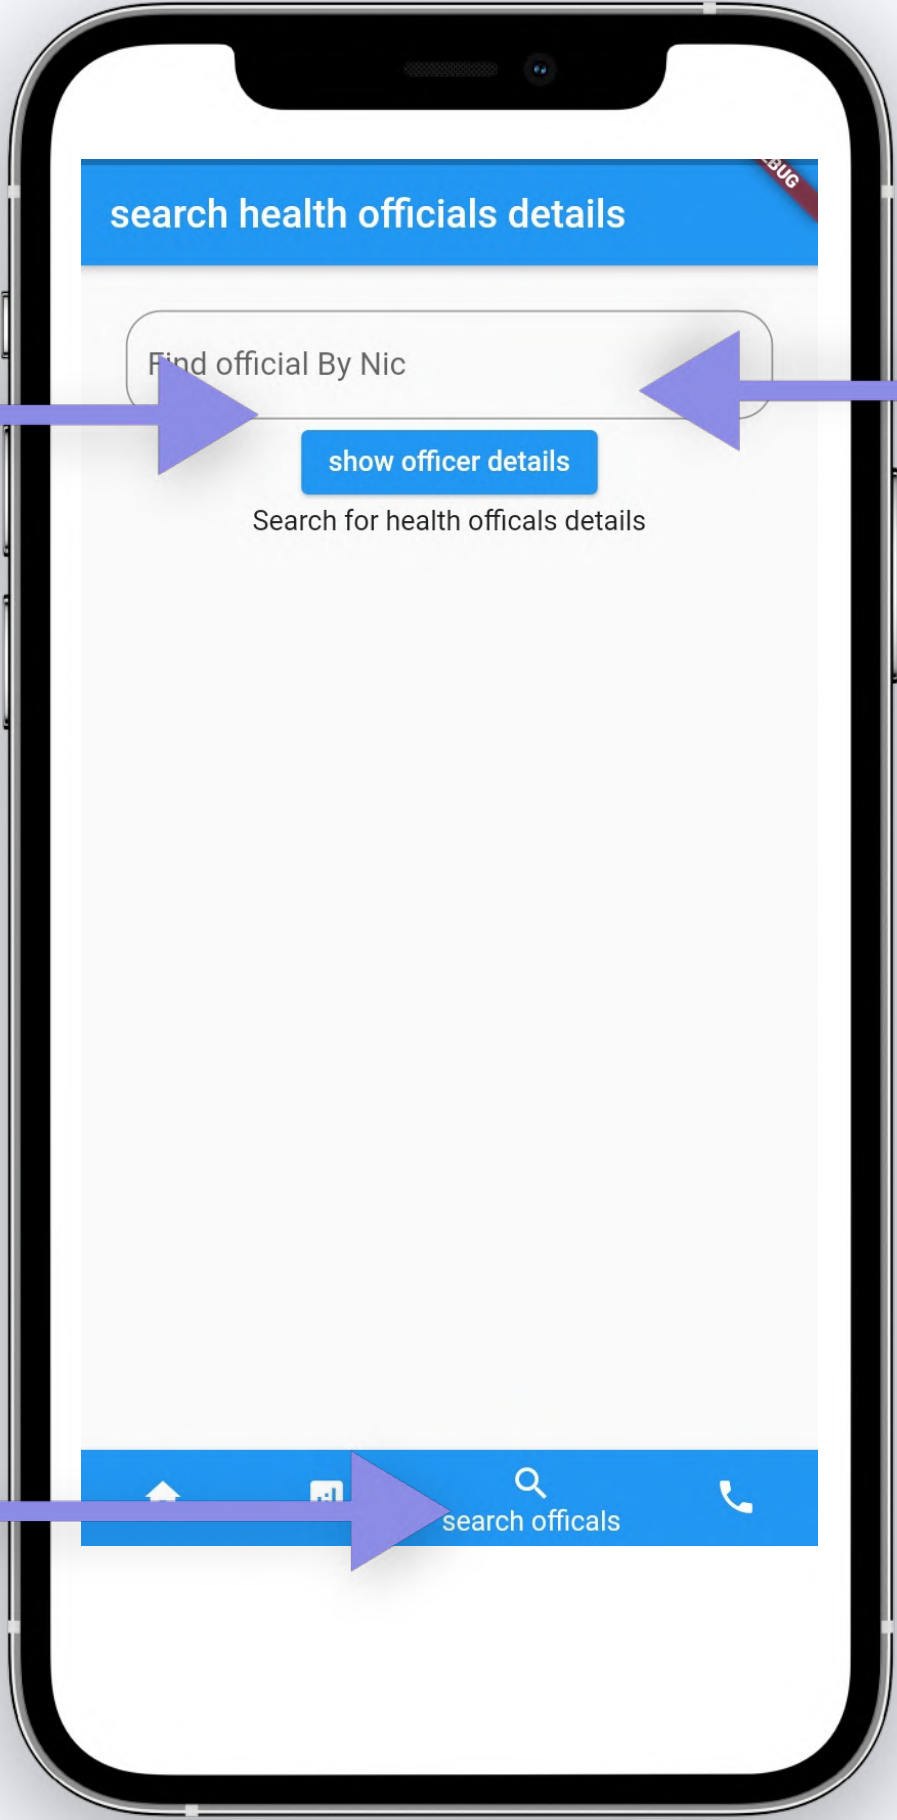 search health officials details
Find official By Nic
show officer details
Search for health officals details
search officals